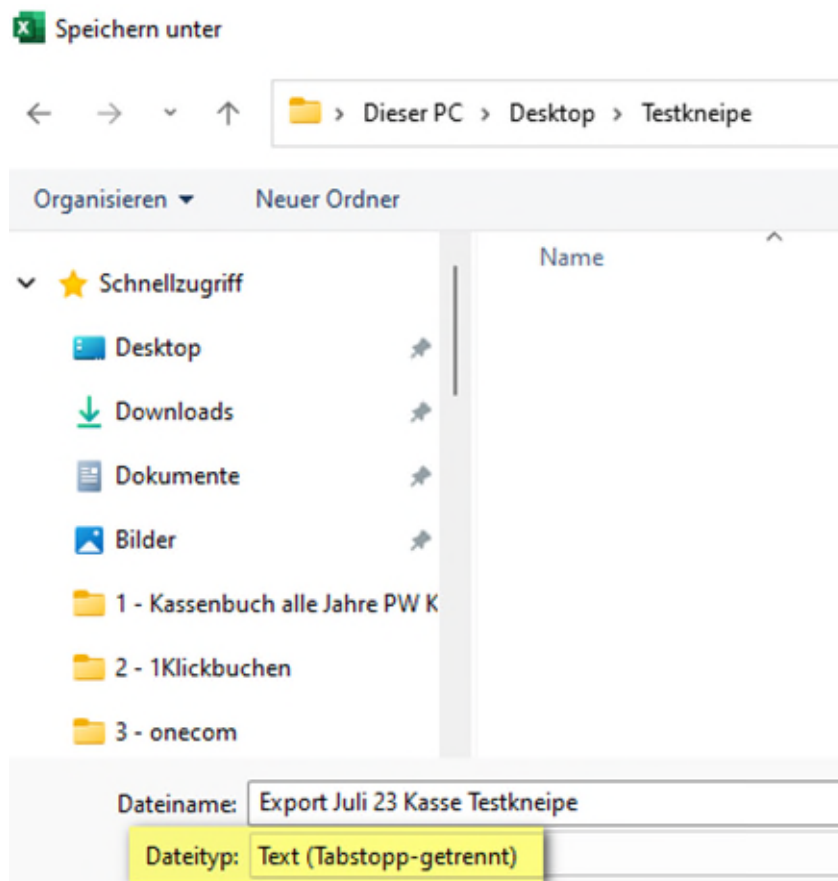 Speichern unter
Dieser PC > Desktop > Testkneipe
Organisieren Neuer Ordner
Name
Schnellzugriff
Desktop
Downloads
Dokumente
Bilder
1 - Kassenbuch alle Jahre PW K
2 - 1Klickbuchen
3 - onecom
Dateiname: Export Juli 23 Kasse Testkneipe
Dateityp: Text (Tabstopp-getrennt)